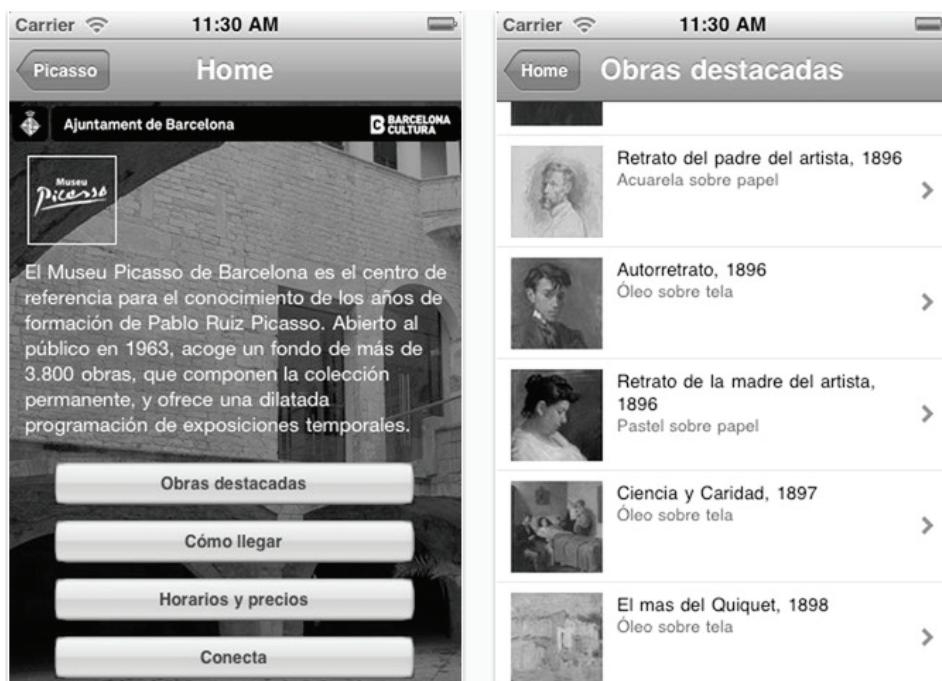 Carrier 11:30 AM
Picasso Home
Ajuntament de Barcelona BARCELONA
CULTURA
Museu
Picasso
El Museu Picasso de Barcelona es el centro de
referencia para el conocimiento de los años de
formación de Pablo Ruiz Picasso. Abierto al
público en 1963, acoge un fondo de más de
3.800 obras, que componen la colección
permanente, y ofrece una dilatada
programación de exposiciones temporales.
Obras destacadas
Cómo llegar
Horarios y precios
Conecta
Carrier 11:30 AM
Home Obras destacadas
Retrato del padre del artista, 1896
Acuarela sobre papel
Autorretrato, 1896
Óleo sobre tela
Retrato de la madre del artista,
1896
Pastel sobre papel
Ciencia y Caridad, 1897
Óleo sobre tela
El mas del Quiquet, 1898
Óleo sobre tela